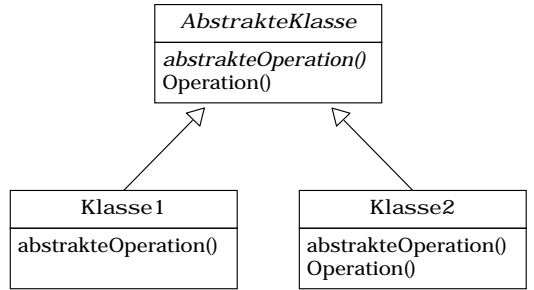 AbstrakteKlasse
abstrakteOperation()
Operation()
Klasse1
abstrakteOperation()
Klasse2
abstrakteOperation()
Operation()